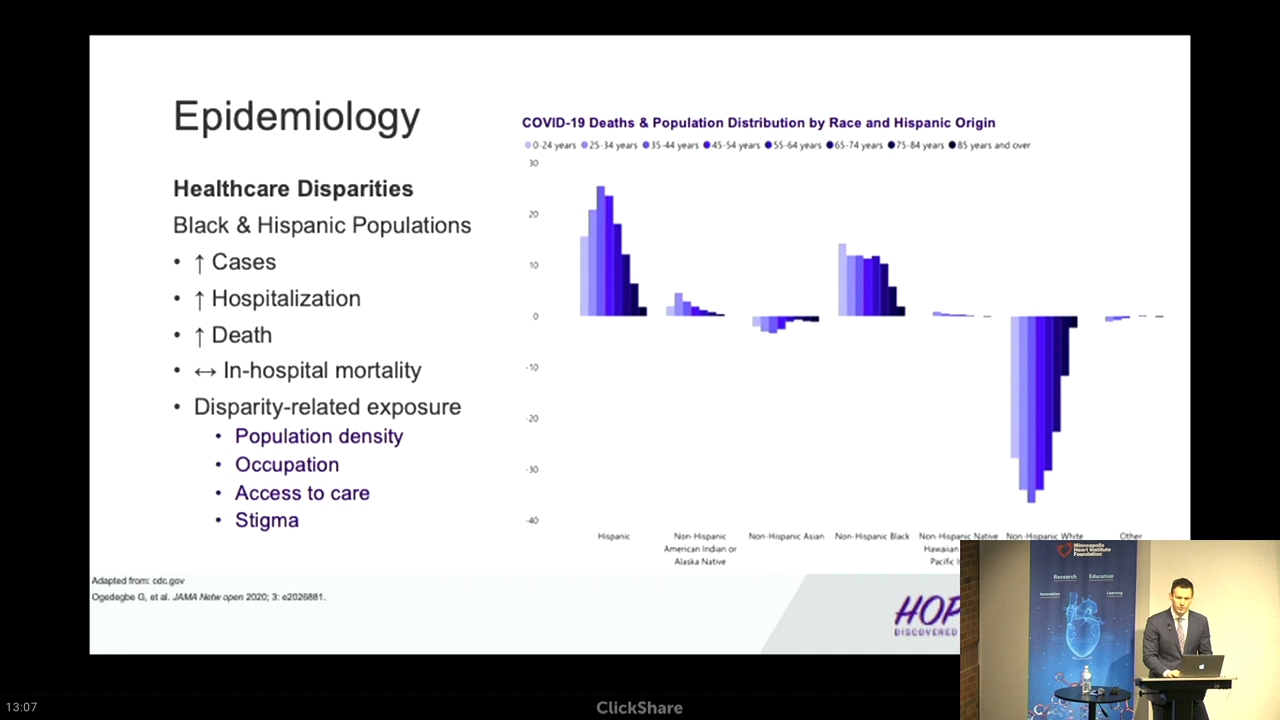 Epidemiology
Healthcare Disparities
Black & Hispanic Populations
• ↑ Cases
• ↑ Hospitalization
• ↑ Death
• ↔ In-hospital mortality
• Disparity-related exposure
• Population density
• Occupation
• Access to care
• Stigma
COVID-19 Deaths & Population Distribution by Race and Hispanic Origin
0-24 years 25-34 years 35-44 years 45-54 years 55-64 years 65-74 years 75-84 years 85 years and over
30
20
10
0
-10
-20
-30
-40
Hispanic
Non-Hispanic
American Indian or
Alaska Native
Non-Hispanic Asian
Non-Hispanic Black
Non-Hispanic Native
Hawaiian
Pacific
Non-Hispanic White
Other
Adapted from: cdc.gov
Ogedegbe G, et al. JAMA Netw open 2020; 3: e2026881.
HOP
DISCOVERED
Minneapolis
Heart Institute
Foundation
Research Education
Innovation Learning
13:07
ClickShare